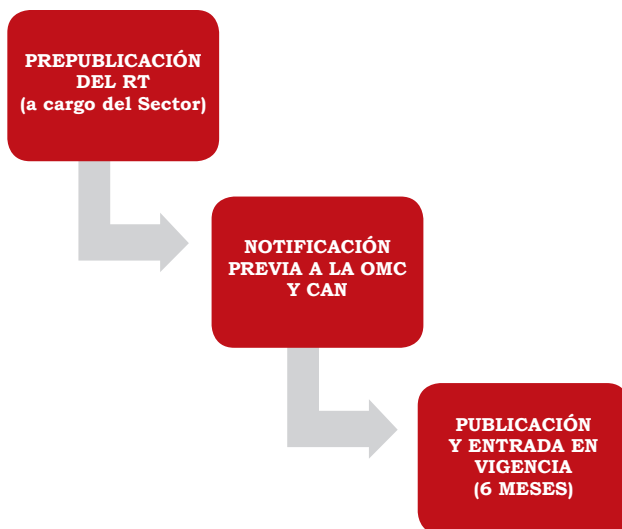 PREPUBLICACIÓN
DEL RT
(a cargo del Sector)
NOTIFICACIÓN
PREVIA A LA OMC
Y CAN
PUBLICACIÓN
Y ENTRADA EN
VIGENCIA
(6 MESES)